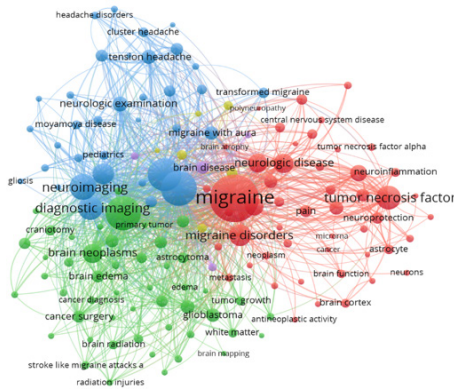 headache disorders
cluster headache
tension headache
transformed migraine
neurologic examination
polyneuropathy
central nervous system disease
moyamoya disease
migraine with aura
brain atrophy
tumor necrosis factor alpha
pediatrics
brain disease
neurologic disease
neuroinflammation
gliosis
neuroimaging
migraine
tumor necrosis factor
diagnostic imaging
pain
neuroprotection
craniotomy
primary tumor
migraine disorders
microrna
cancer
astrocyte
brain neoplasms
astrocytoma
neoplasm
brain edema
metastasis
brain function
neurons
edema
cancer diagnosis
tumor growth
brain cortex
cancer surgery
glioblastoma
antineoplastic activity
white matter
brain radiation
brain mapping
stroke like migraine attacks a
radiation injuries